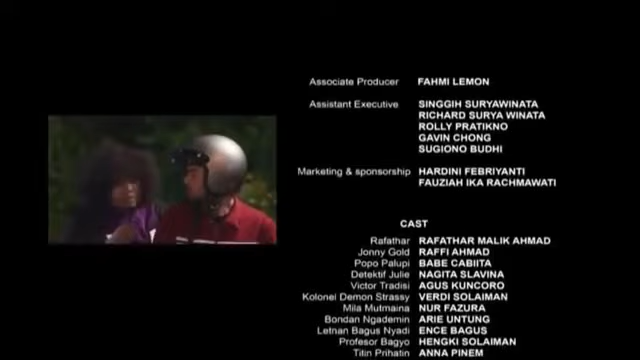 Associate Producer FAHMI LEMON
Assistant Executive SINGGIH SURYAWINATA
RICHARD SURYA WINATA
ROLLY PRATIKNO
GAVIN CHONG
SUGIONO BUDHI
Marketing & sponsorship HARDINI FEBRIYANTI
FAUZIAH IKA RACHMAWATI
CAST
Rafathar RAFATHAR MALIK AHMAD
Jonny Gold RAFFI AHMAD
Popo Palupi BABE CABIITA
Detektif Julie NAGITA SLAVINA
Victor Tradisi AGUS KUNCORO
Kolonel Demon Strassy VERDI SOLAIMAN
Mila Mutmaina NUR FAZURA
Bondan Ngademin ARIE UNTUNG
Letnan Bagus Nyadi ENCE BAGUS
Profesor Bagyo HENGKI SOLAIMAN
Titin Prihatin ANNA PINEM